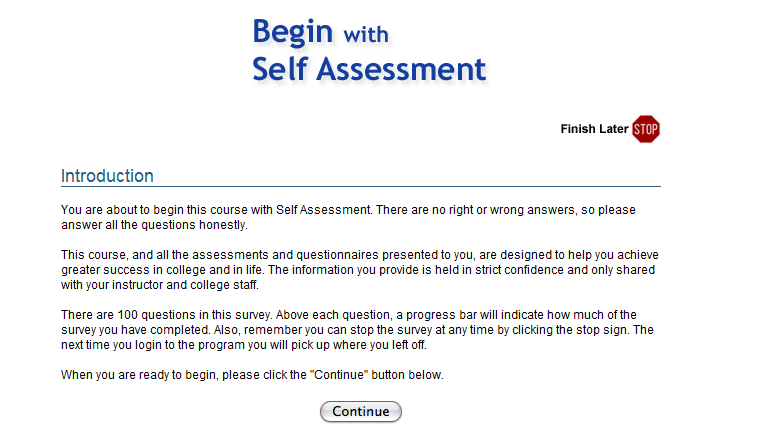 Begin with
Self Assessment
Finish Later STOP
Introduction
You are about to begin this course with Self Assessment. There are no right or wrong answers, so please
answer all the questions honestly.
This course, and all the assessments and questionnaires presented to you, are designed to help you achieve
greater success in college and in life. The information you provide is held in strict confidence and only shared
with your instructor and college staff.
There are 100 questions in this survey. Above each question, a progress bar will indicate how much of the
survey you have completed. Also, remember you can stop the survey at any time by clicking the stop sign. The
next time you login to the program you will pick up where you left off.
When you are ready to begin, please click the "Continue" button below.
Continue